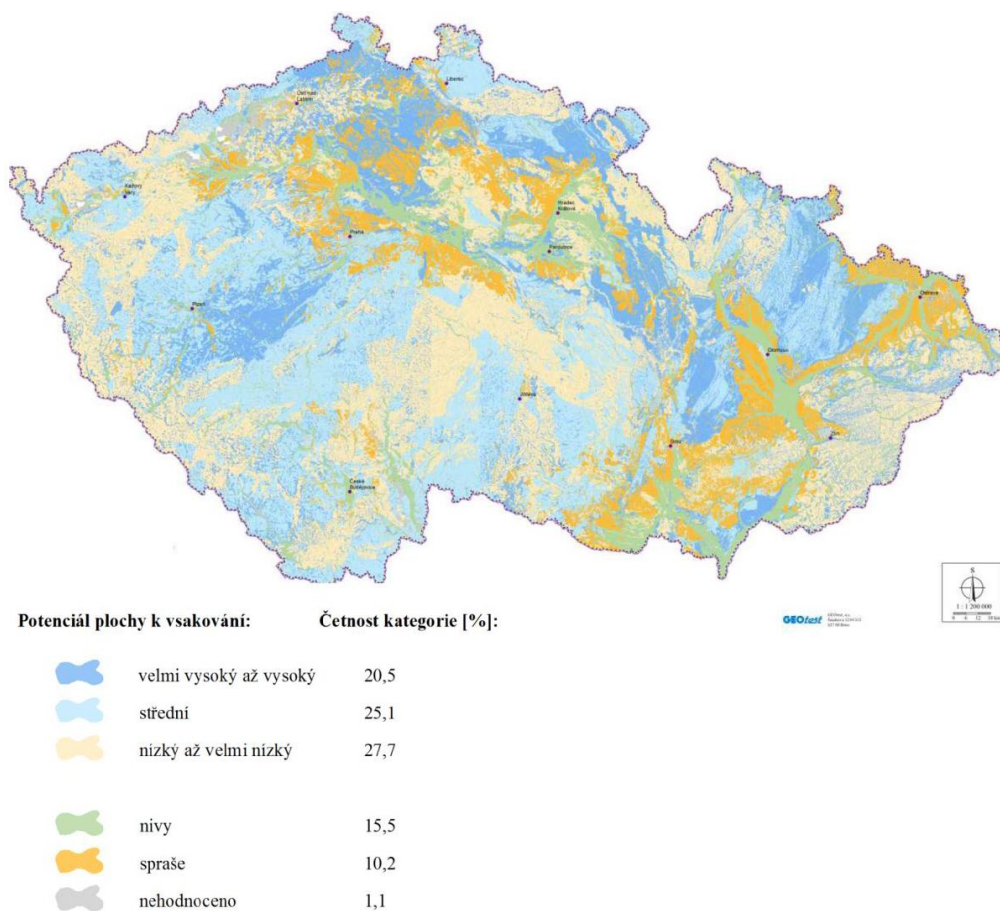 Liberec
Ústí nad
Labem
Karlovy
Vary
Hradec
Králové
Praha
Pardubice
Plzeň
Ostrava
Olomouc
Jihlava
Zlín
Brno
České
Budějovice
S
1 : 1 200 000
Potenciál plochy k vsakování: Četnost kategorie [%]:
GEOtest
velmi vysoký až vysoký 20,5
střední 25,1
nízký až velmi nízký 27,7
nivy 15,5
spraše 10,2
nehodnoceno 1,1